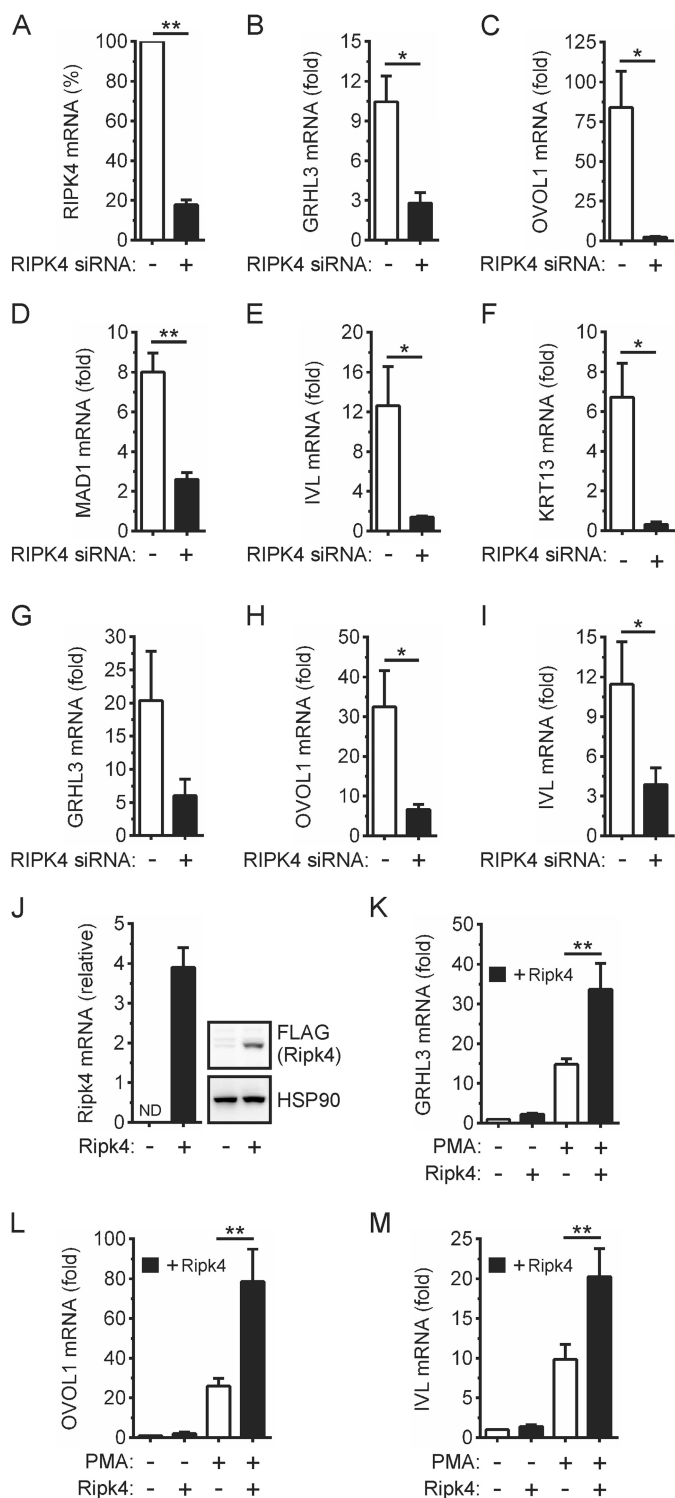 A
RIPK4 mRNA (%)
100
80
60
40
20
0
**
RIPK4 siRNA: - +
B
GRHL3 mRNA (fold)
15
12
9
6
3
0
*
RIPK4 siRNA: - +
C
OVOL1 mRNA (fold)
125
100
75
50
25
0
*
RIPK4 siRNA: - +
D
MAD1 mRNA (fold)
10
8
6
4
2
0
**
RIPK4 siRNA: - +
E
IVL mRNA (fold)
20
16
12
8
4
0
*
RIPK4 siRNA: - +
F
KRT13 mRNA (fold)
10
8
6
4
2
0
*
RIPK4 siRNA: - +
G
GRHL3 mRNA (fold)
30
25
20
15
10
5
0
RIPK4 siRNA: - +
H
OVOL1 mRNA (fold)
50
40
30
20
10
0
*
RIPK4 siRNA: - +
I
IVL mRNA (fold)
15
12
9
6
3
0
*
RIPK4 siRNA: - +
J
Ripk4 mRNA (relative)
5
4
3
2
1
0
ND
Ripk4: - +
FLAG
(Ripk4)
HSP90
- +
K
GRHL3 mRNA (fold)
50
40
30
20
10
0
+Ripk4
**
PMA: - - + +
Ripk4: - + - +
L
OVOL1 mRNA (fold)
100
80
60
40
20
0
+Ripk4
**
PMA: - - + +
Ripk4: - + - +
M
IVL mRNA (fold)
25
20
15
10
5
0
+Ripk4
**
PMA: - - + +
Ripk4: - + - +